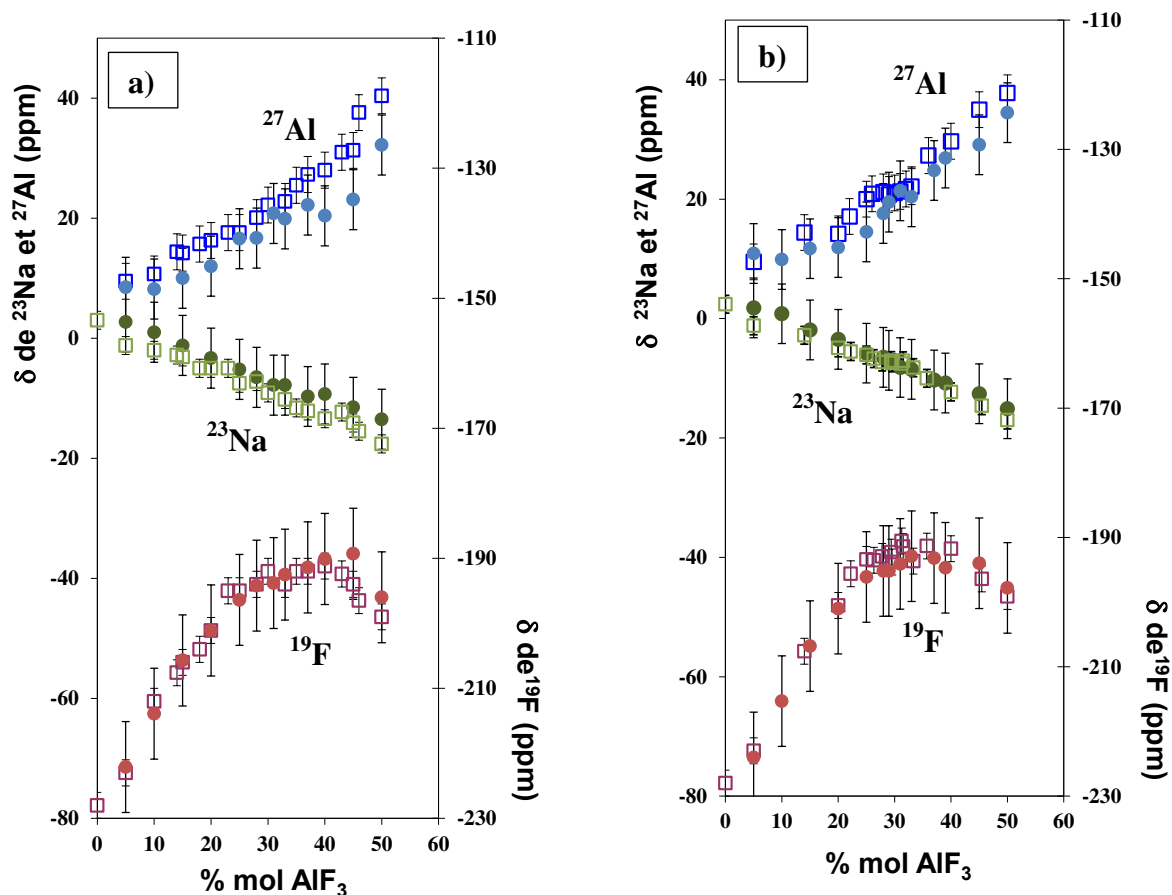 a)
δ de ²³Na et ²⁷Al (ppm)
40
20
0
-20
-40
-60
-80
²⁷Al
²³Na
¹⁹F
-110
-130
-150
-170
-190
-210
-230
δ de¹⁹F (ppm)
0 10 20 30 40 50 60
% mol AlF₃
b)
δ ²³Na et ²⁷Al (ppm)
40
20
0
-20
-40
-60
-80
²⁷Al
²³Na
¹⁹F
-110
-130
-150
-170
-190
-210
-230
δ de¹⁹F (ppm)
0 10 20 30 40 50 60
% mol AlF₃